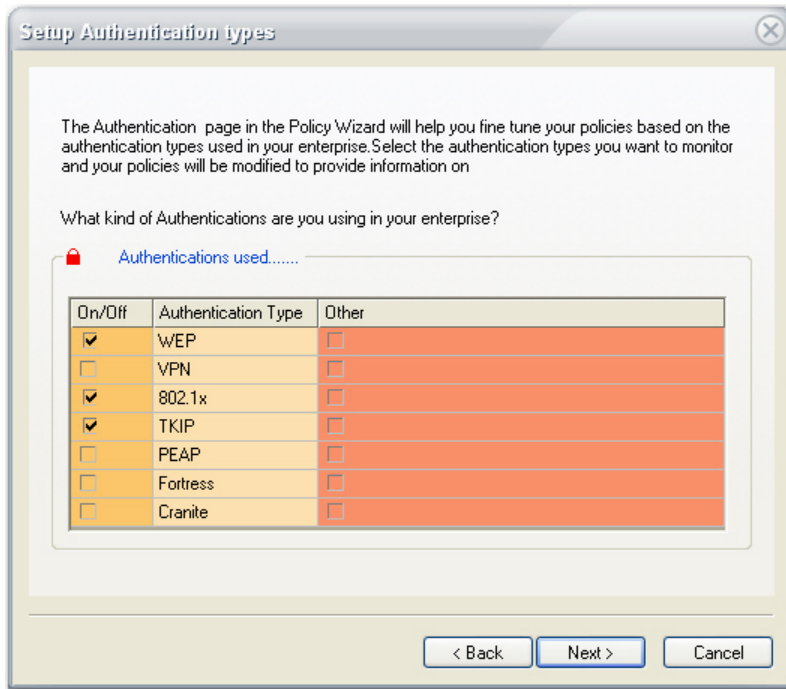 Setup Authentication types
The Authentication page in the Policy Wizard will help you fine tune your policies based on the
authentication types used in your enterprise.Select the authentication types you want to monitor
and your policies will be modified to provide information on
What kind of Authentications are you using in your enterprise?
Authentications used.......
On/Off Authentication Type Other
WEP
VPN
802.1x
TKIP
PEAP
Fortress
Cranite
< Back Next > Cancel